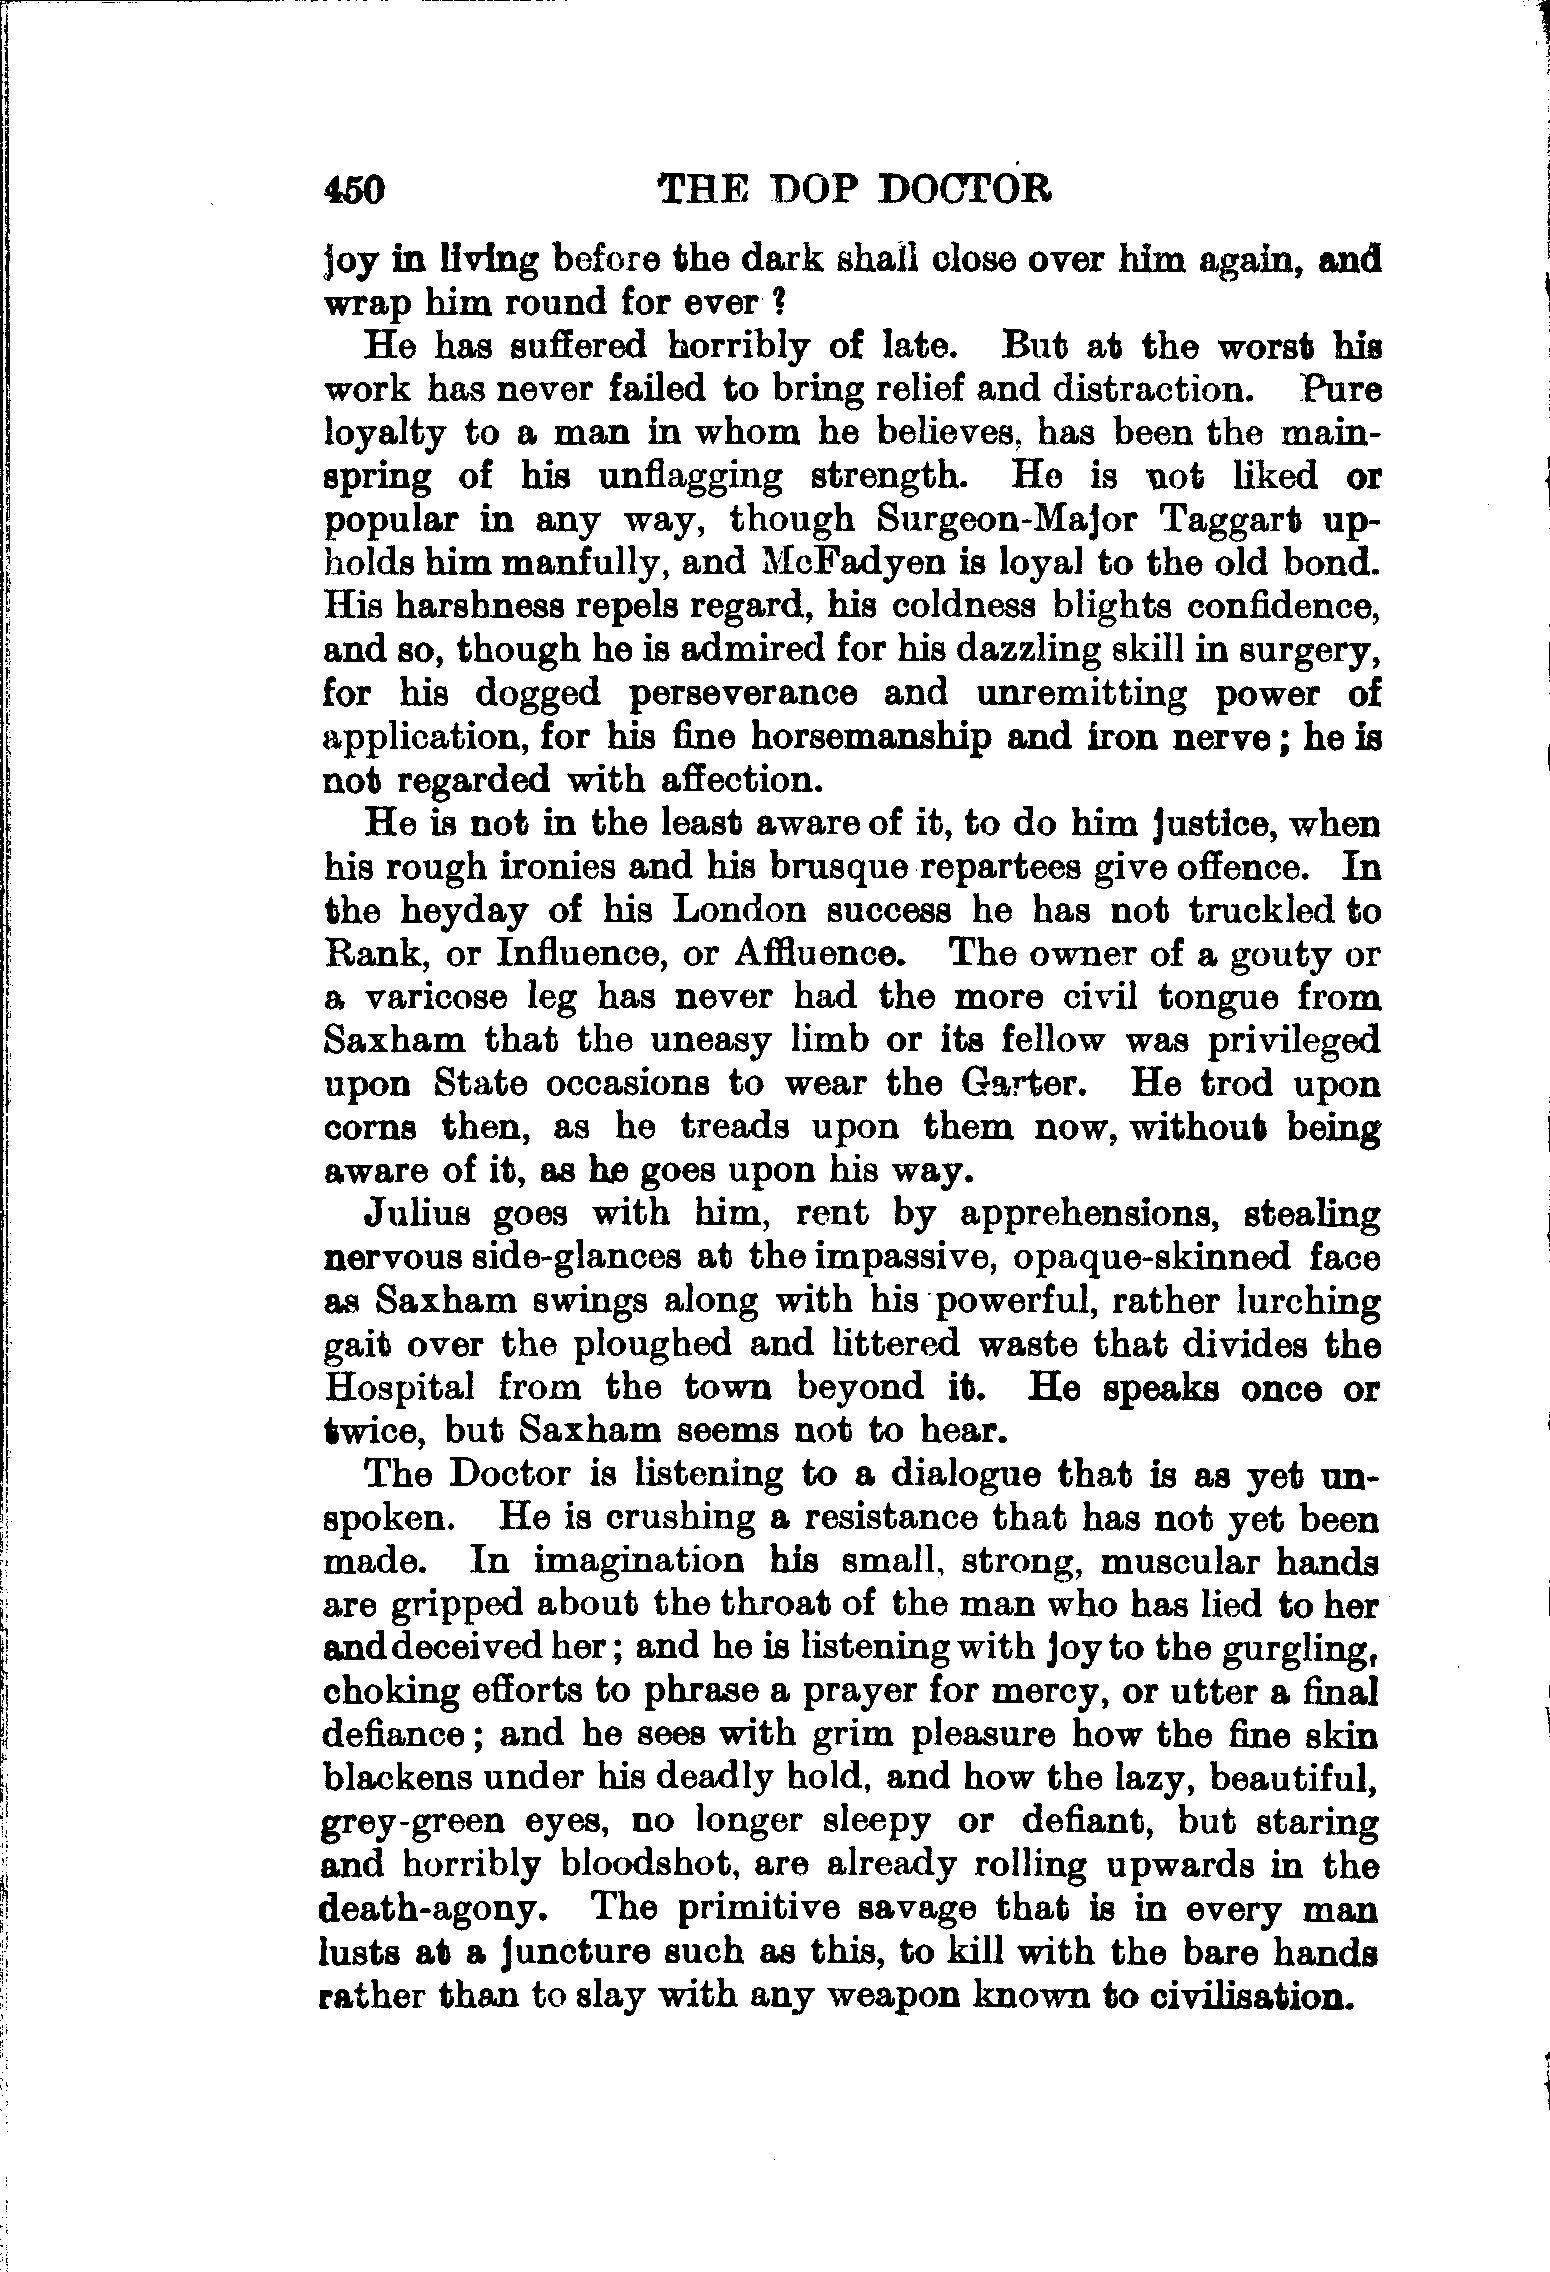 450 THE DOP DOCTOR
joy in living before the dark shall close over him again, and
wrap him round for ever ?
He has suffered horribly of late. But at the worst his
work has never failed to bring relief and distraction. Pure
loyalty to a man in whom he believes, has been the main-
spring of his unflagging strength. He is not liked or
popular in any way, though Surgeon-Major Taggart up-
holds him manfully, and McFadyen is loyal to the old bond.
His harshness repels regard, his coldness blights confidence,
and so, though he is admired for his dazzling skill in surgery,
for his dogged perseverance and unremitting power of
application, for his fine horsemanship and iron nerve; he is
not regarded with affection.
He is not in the least aware of it, to do him justice, when
his rough ironies and his brusque repartees give offence. In
the heyday of his London success he has not truckled to
Rank, or Influence, or Affluence. The owner of a gouty or
a varicose leg has never had the more civil tongue from
Saxham that the uneasy limb or its fellow was privileged
upon State occasions to wear the Garter. He trod upon
corns then, as he treads upon them now, without being
aware of it, as he goes upon his way.
Julius goes with him, rent by apprehensions, stealing
nervous side-glances at the impassive, opaque-skinned face
as Saxham swings along with his powerful, rather lurching
gait over the ploughed and littered waste that divides the
Hospital from the town beyond it. He speaks once or
twice, but Saxham seems not to hear.
The Doctor is listening to a dialogue that is as yet un-
spoken. He is crushing a resistance that has not yet been
made. In imagination his small, strong, muscular hands
are gripped about the throat of the man who has lied to her
and deceived her; and he is listening with joy to the gurgling,
choking efforts to phrase a prayer for mercy, or utter a final
defiance; and he sees with grim pleasure how the fine skin
blackens under his deadly hold, and how the lazy, beautiful,
grey-green eyes, no longer sleepy or defiant, but staring
and horribly bloodshot, are already rolling upwards in the
death-agony. The primitive savage that is in every man
lusts at a juncture such as this, to kill with the bare hands
rather than to slay with any weapon known to civilisation.